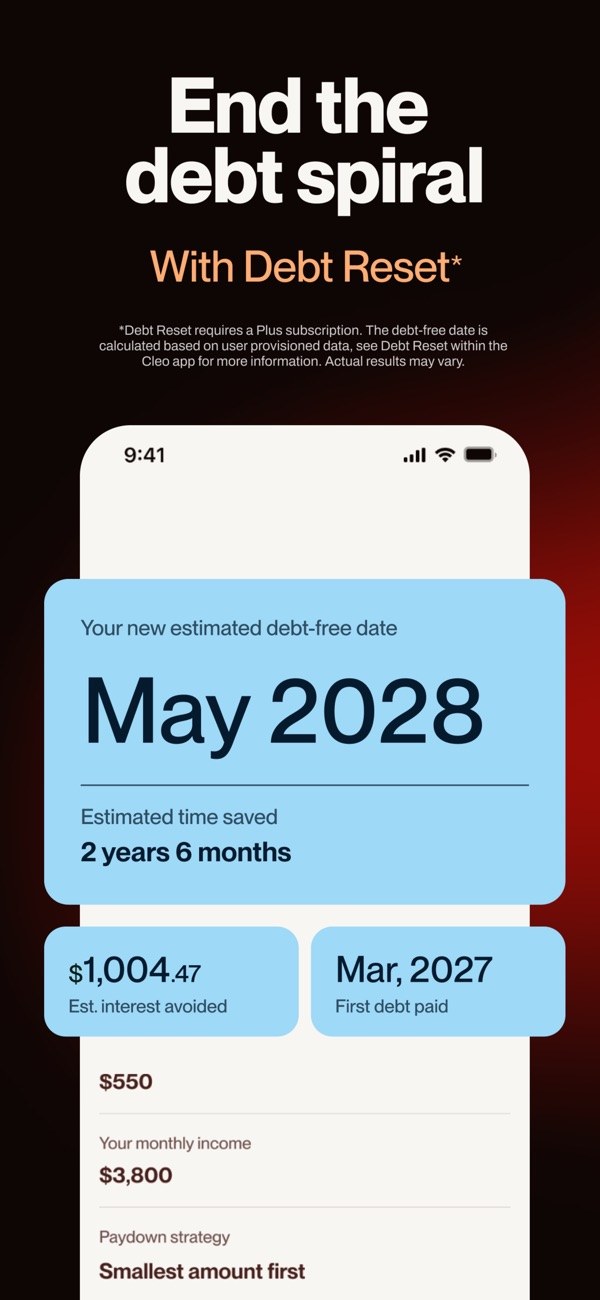 End the
debt spiral
With Debt Reset*
*Debt Reset requires a Plus subscription. The debt-free date is
calculated based on user provisioned data, see Debt Reset within the
Cleo app for more information. Actual results may vary.
9:41
Your new estimated debt-free date
May 2028
Estimated time saved
2 years 6 months
$1,004.47
Est. interest avoided
Mar, 2027
First debt paid
$550
Your monthly income
$3,800
Paydown strategy
Smallest amount first